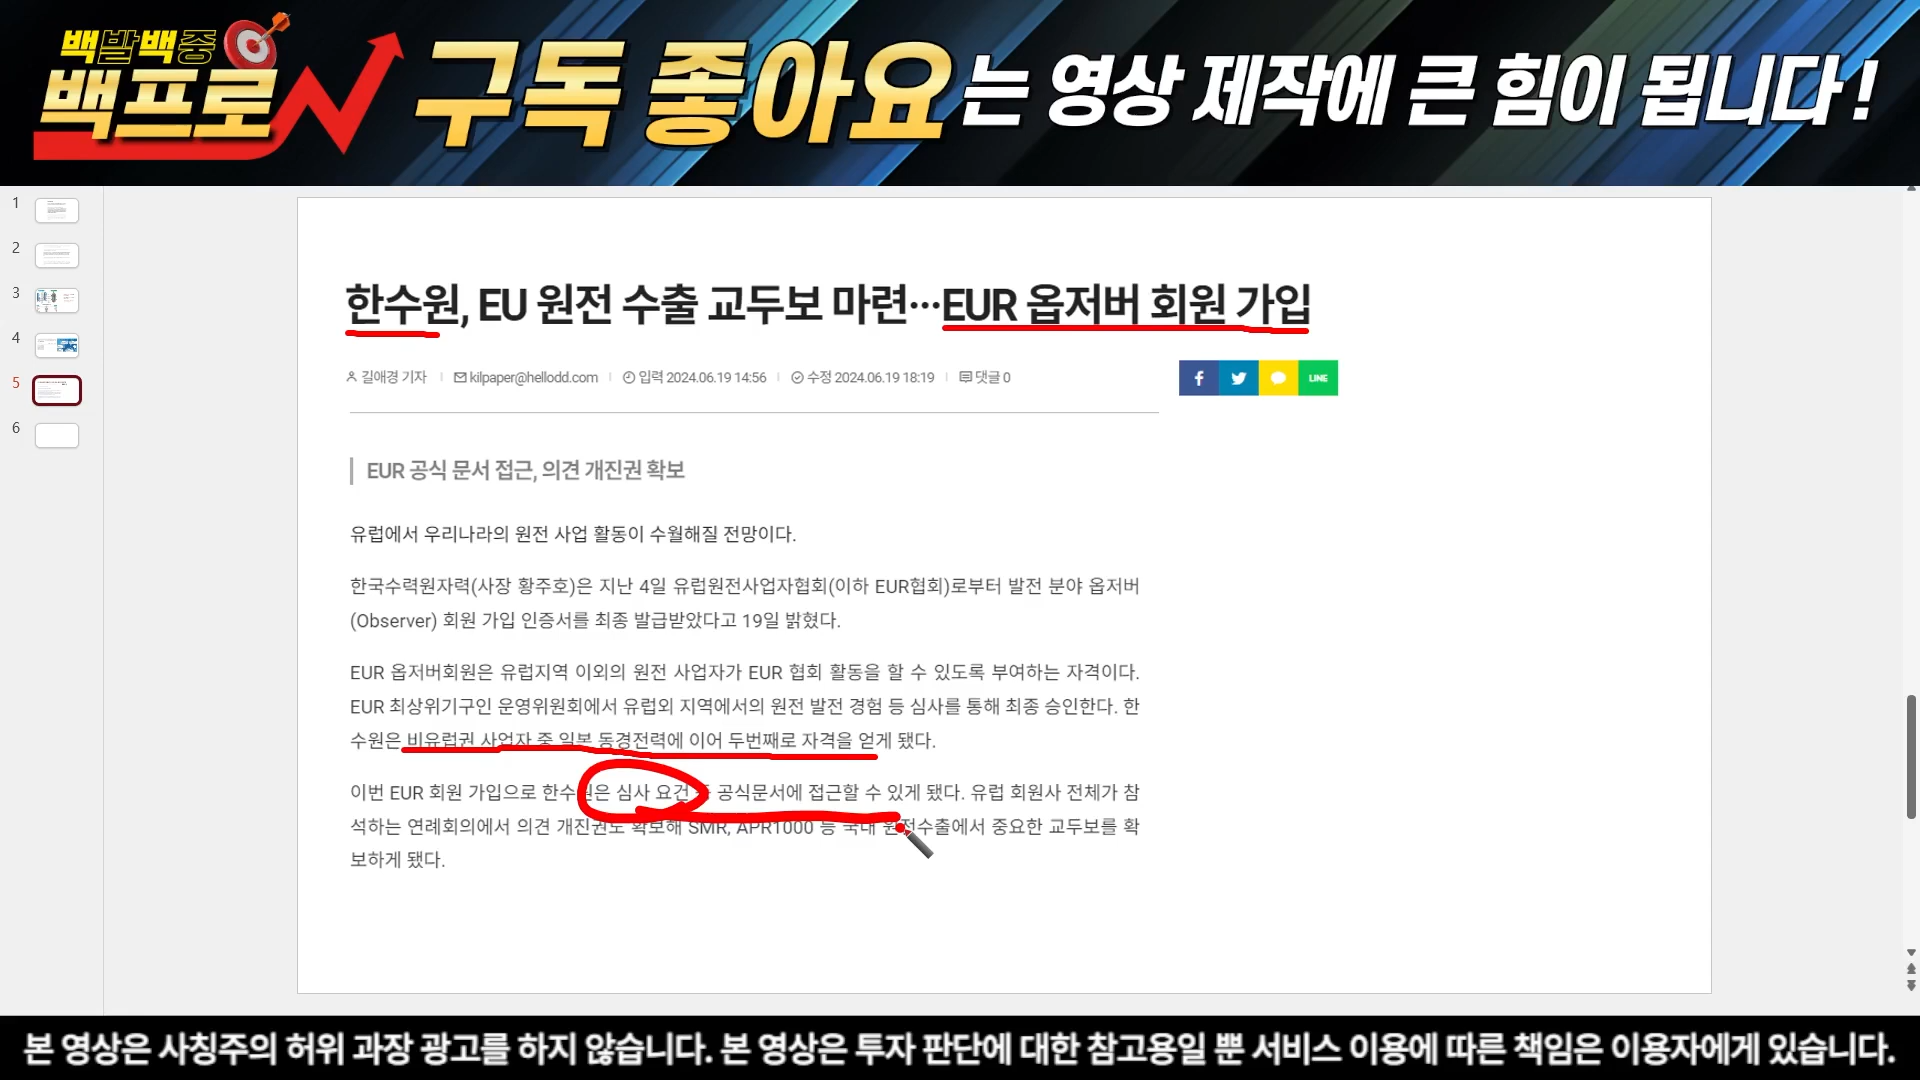 백발백중
백프로
구독 좋아요는 영상 제작에 큰 힘이 됩니다!
1
2
3
4
5
6
한수원, EU 원전 수출 교두보 마련…EUR 옵저버 회원 가입
길애경 기자 kilpaper@hellodd.com 입력 2024.06.19 14:56 수정 2024.06.19 18:19 댓글 0
LINE
EUR 공식 문서 접근, 의견 개진권 확보
유럽에서 우리나라의 원전 사업 활동이 수월해질 전망이다.
한국수력원자력(사장 황주호)은 지난 4일 유럽원전사업자협회(이하 EUR협회)로부터 발전 분야 옵저버
(Observer) 회원 가입 인증서를 최종 발급받았다고 19일 밝혔다.
EUR 옵저버회원은 유럽지역 이외의 원전 사업자가 EUR 협회 활동을 할 수 있도록 부여하는 자격이다.
EUR 최상위기구인 운영위원회에서 유럽외 지역에서의 원전 발전 경험 등 심사를 통해 최종 승인한다. 한
수원은 비유럽권 사업자 중 일본 동경전력에 이어 두번째로 자격을 얻게 됐다.
이번 EUR 회원 가입으로 한수원은 심사 요건 공식문서에 접근할 수 있게 됐다. 유럽 회원사 전체가 참
석하는 연례회의에서 의견 개진권도 확보해 SMR, APR1000 등 국내 원전수출에서 중요한 교두보를 확
보하게 됐다.
본 영상은 사칭주의 허위 과장 광고를 하지 않습니다. 본 영상은 투자 판단에 대한 참고용일 뿐 서비스 이용에 따른 책임은 이용자에게 있습니다.